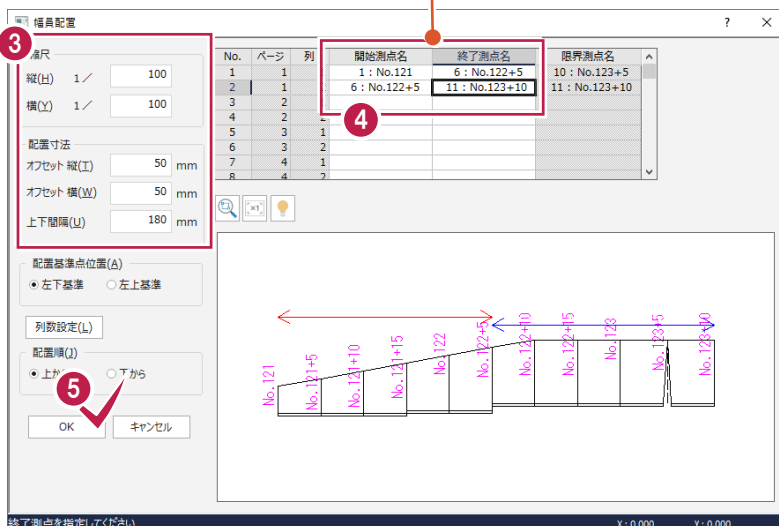 幅員配置 ? ×
3
縮尺
縦(H) 1／ 100
横(Y) 1／ 100
配置寸法
オフセット 縦(T) 50 mm
オフセット 横(W) 50 mm
上下間隔(U) 180 mm
No. ページ 列 開始測点名 終了測点名 限界測点名
1 1 1：No.121 6：No.122+5 10：No.123+5
2 1 6：No.122+5 11：No.123+10 11：No.123+10
3 2
4 2 2
5 3 1
6 3 2
7 4 1
8 4 2
4
×1
配置基準点位置(A)
左下基準 左上基準
列数設定(L)
配置順(J)
上から 下から
5
OK キャンセル
No.121
No.121+5
No.121+10
No.121+15
No.122
No.122+5
No.122+10
No.122+15
No.123
No.123+5
No.123+10
終了測点を指定してください X : 0.000 Y : 0.000